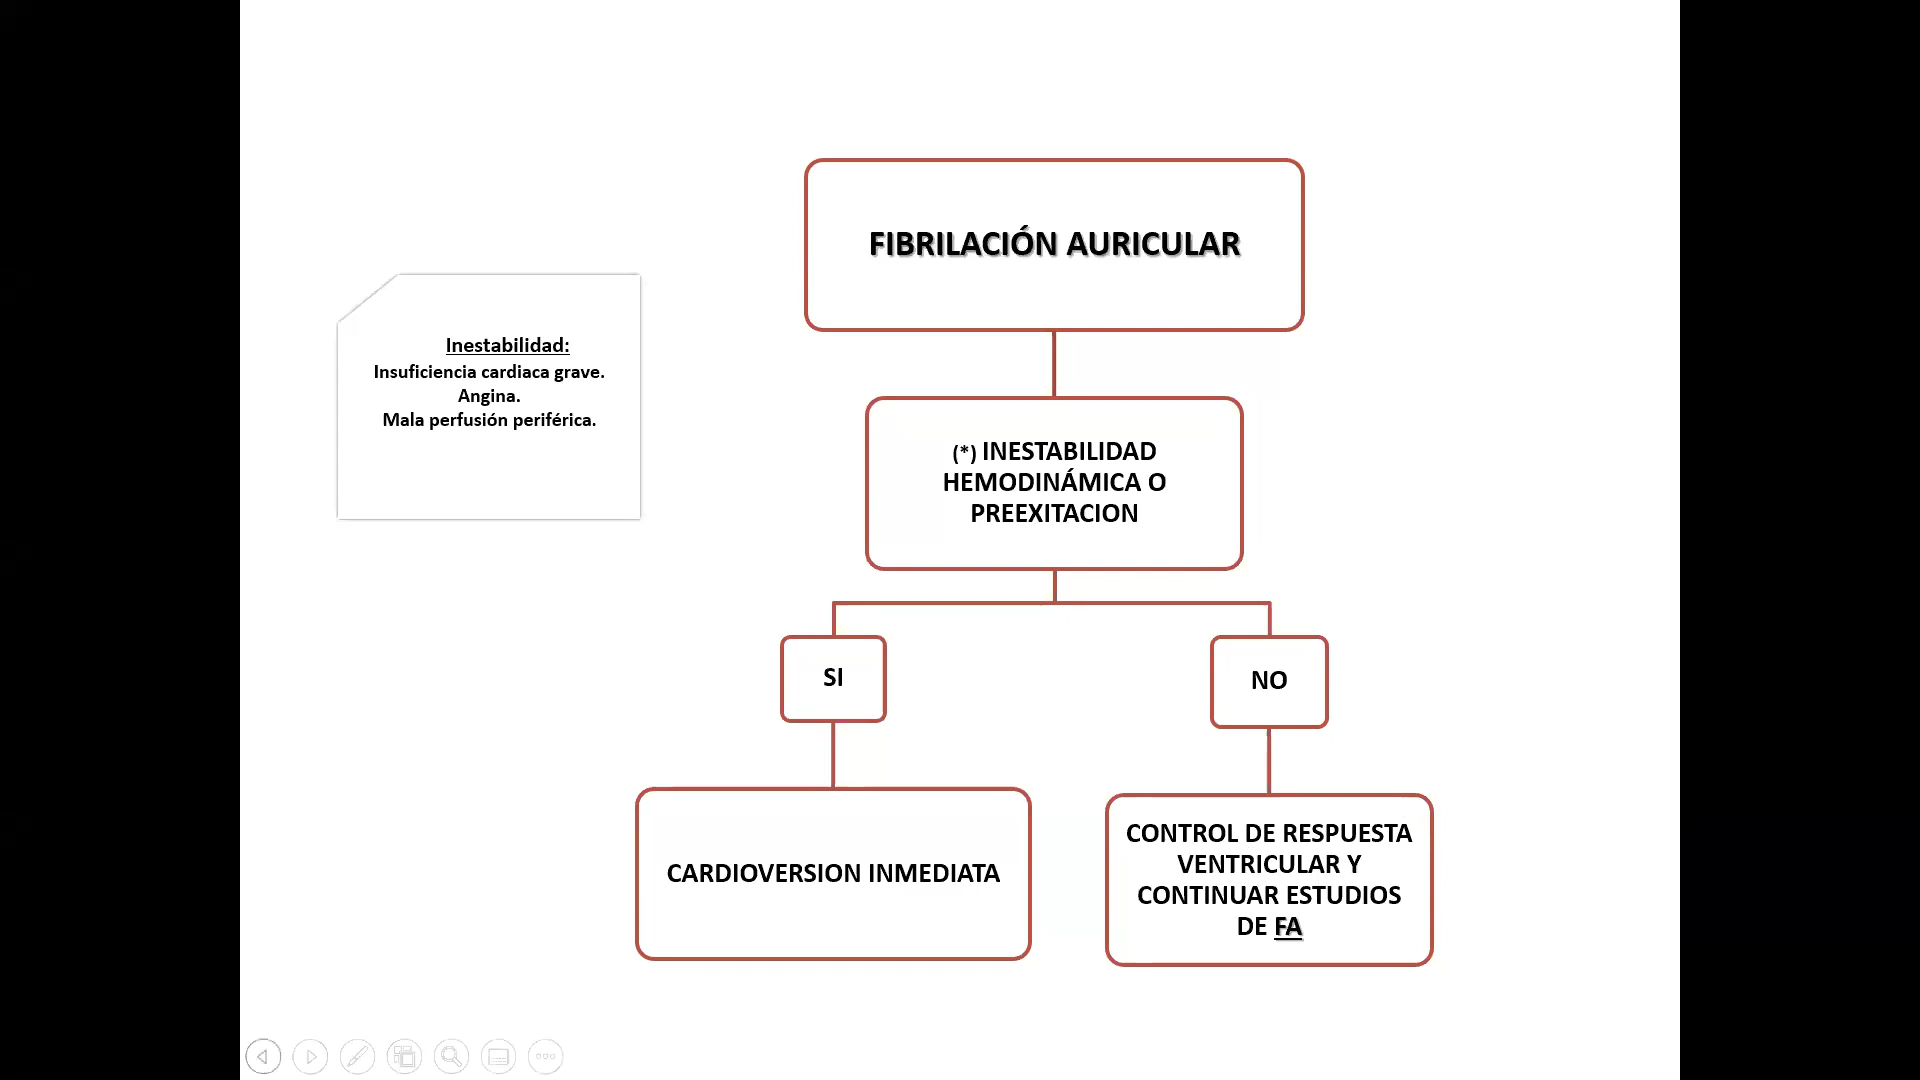 FIBRILACIÓN AURICULAR
Inestabilidad:
Insuficiencia cardiaca grave.
Angina.
Mala perfusión periférica.
(*) INESTABILIDAD
HEMODINÁMICA O
PREEXITACION
SI
NO
CARDIOVERSION INMEDIATA
CONTROL DE RESPUESTA
VENTRICULAR Y
CONTINUAR ESTUDIOS
DE FA